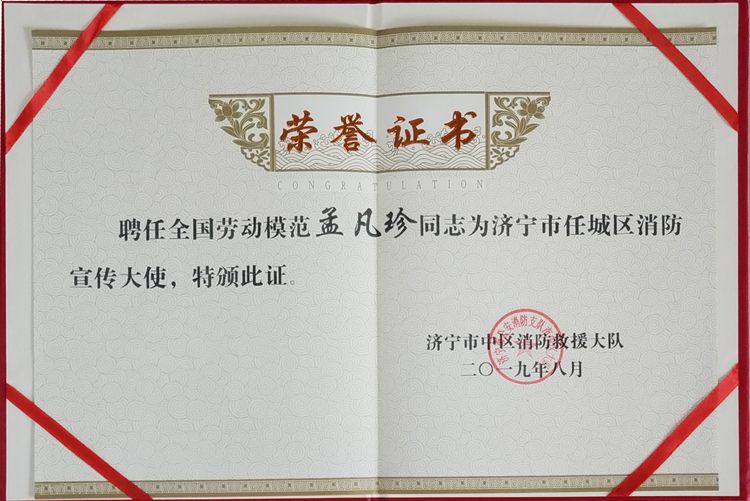 荣誉证书
CONGRATULATION
聘任全国劳动模范孟凡珍同志为济宁市任城区消防
宣传大使，特颁此证。
济宁市中区消防救援大队
二〇一九年八月